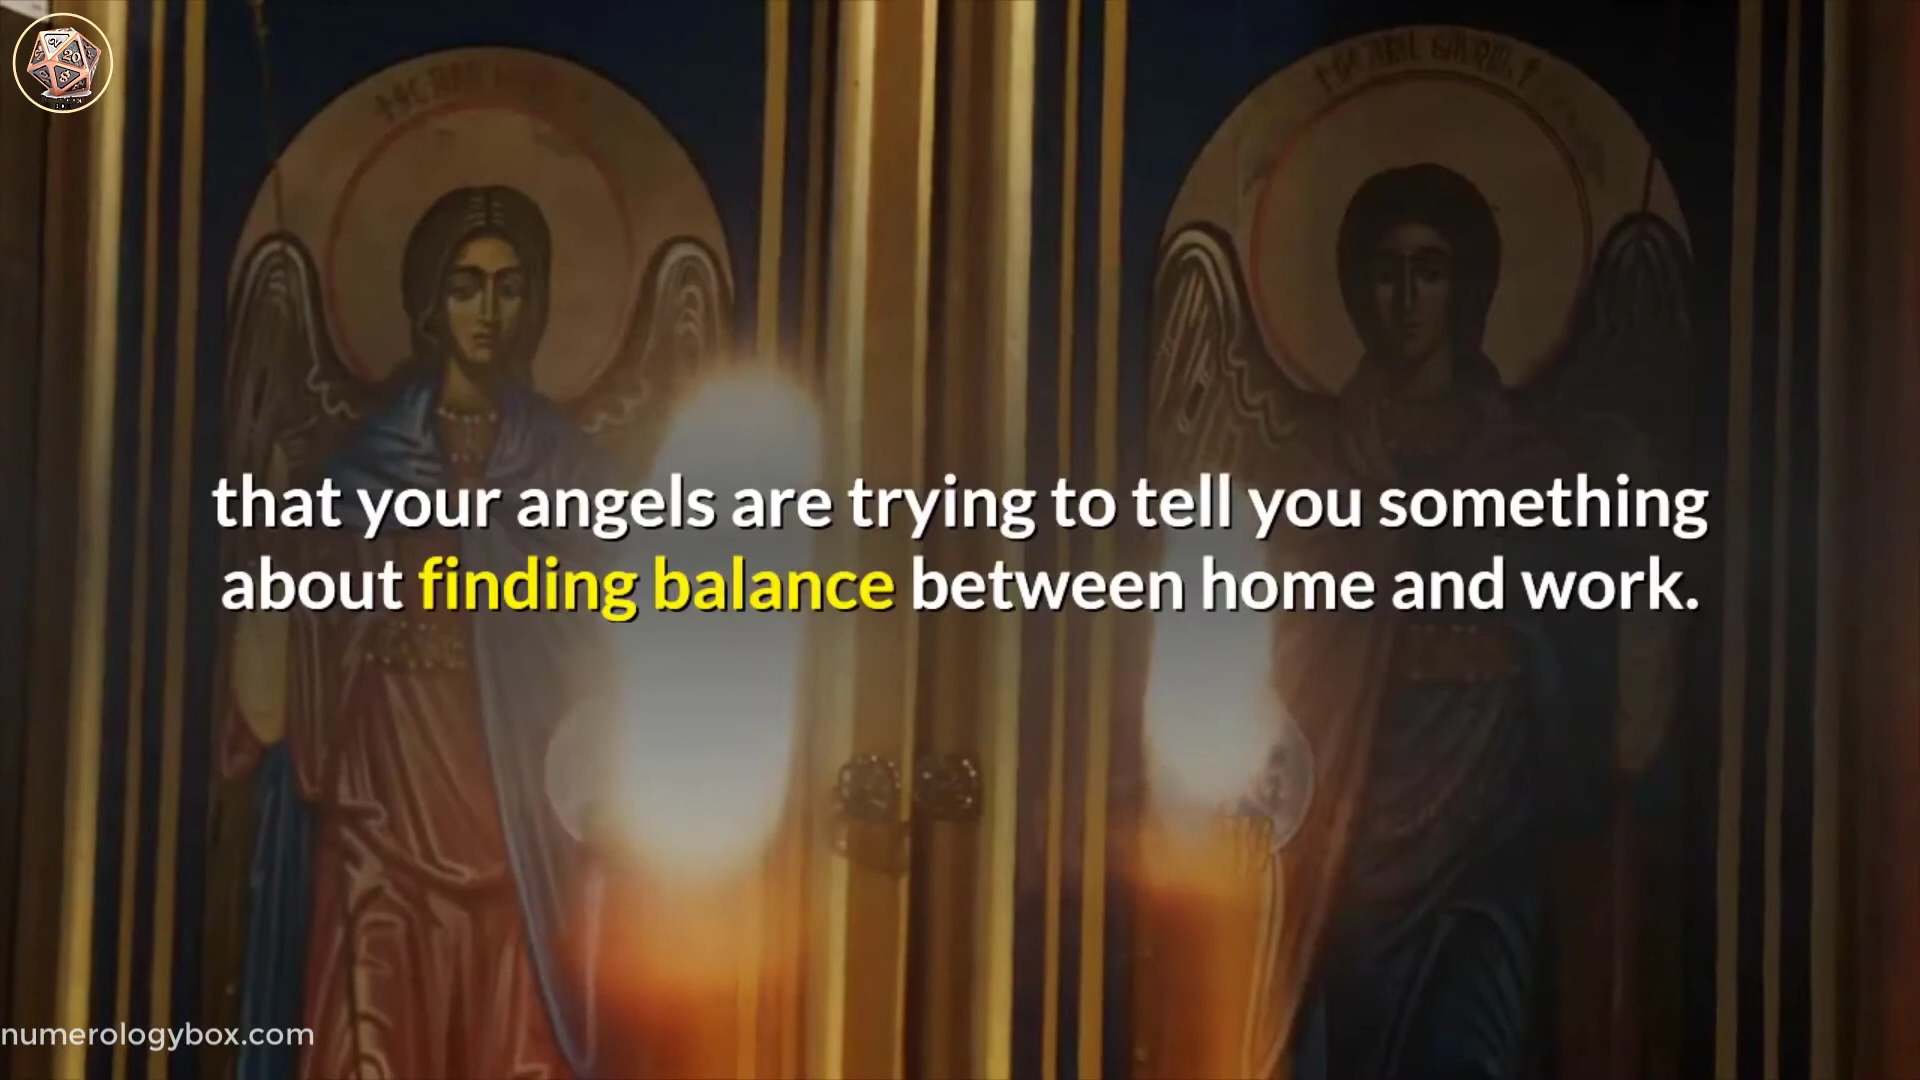 that your angels are trying to tell you something
about finding balance between home and work.
numerologybox.com